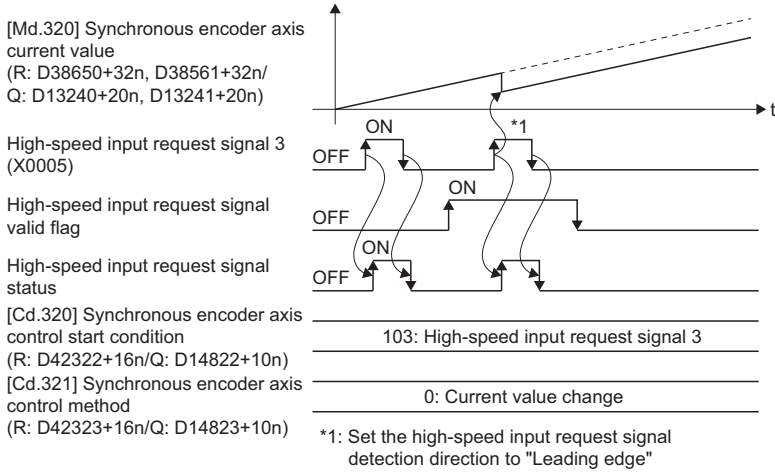 [Md.320] Synchronous encoder axis
current value
(R: D38650+32n, D38561+32n/
Q: D13240+20n, D13241+20n)
t
High-speed input request signal 3
(X0005)
OFF
ON
*1
High-speed input request signal
valid flag
OFF
ON
High-speed input request signal
status
OFF
ON
[Cd.320] Synchronous encoder axis
control start condition
(R: D42322+16n/Q: D14822+10n)
103: High-speed input request signal 3
[Cd.321] Synchronous encoder axis
control method
(R: D42323+16n/Q: D14823+10n)
0: Current value change
*1: Set the high-speed input request signal
detection direction to "Leading edge"